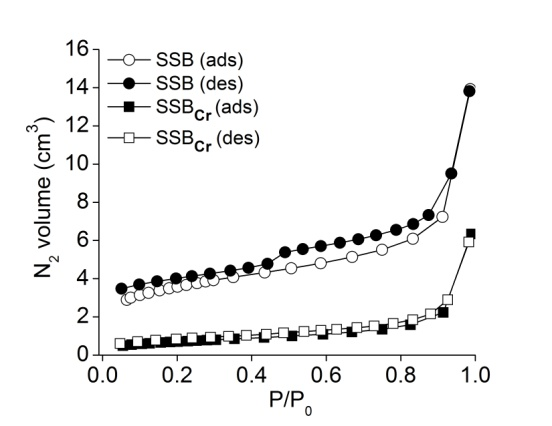 16
14
12
10
8
6
4
2
0
N2 volume (cm3)
SSB (ads)
SSB (des)
SSBCr (ads)
SSBCr (des)
0.0 0.2 0.4 0.6 0.8 1.0
P/P0